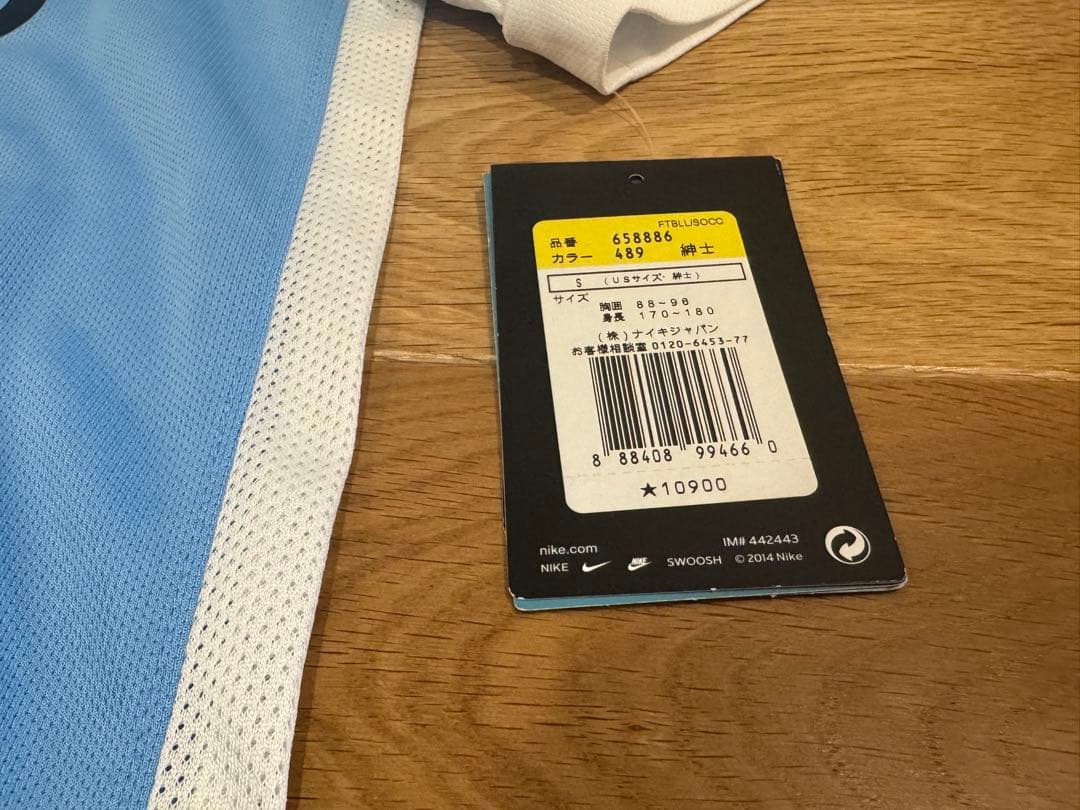 FTBLL/SOCC
品番 658886
カラー 489 紳士
S (USサイズ・紳士)
サイズ
胸囲 88~96
身長 170~180
(株)ナイキジャパン
お客様相談室 0120-6453-77
8 88408 99466 0
★10900
nike.com
IM# 442443
NIKE NIKE SWOOSH © 2014 Nike